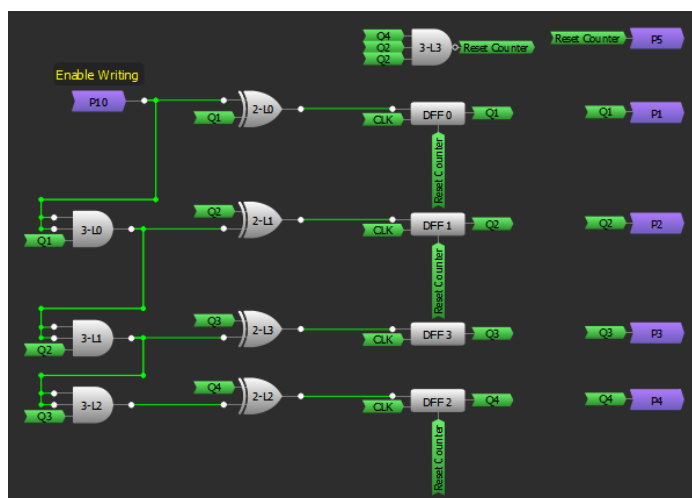 Q4
Q2
Q2
3-L3
Reset Counter
Reset Counter
P5
Enable Writing
P10
Q1
2-L0
CLK
DFF 0
Q1
Reset Counter
Q1
P1
Q1
3-L0
Q2
2-L1
CLK
DFF 1
Q2
Reset Counter
Q2
P2
Q2
3-L1
Q3
2-L3
CLK
DFF 3
Q3
Q3
P3
Q3
3-L2
Q4
2-L2
CLK
DFF 2
Q4
Reset Counter
Q4
P4